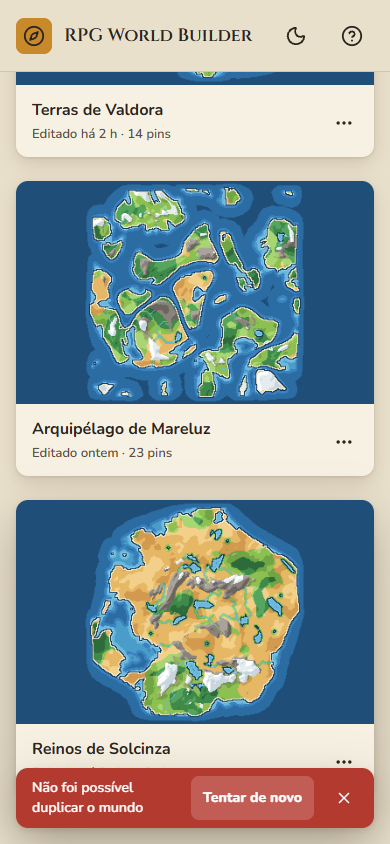 RPG World Builder
Terras de Valdora
Editado há 2 h · 14 pins
Arquipélago de Mareluz
Editado ontem · 23 pins
Reinos de Solcinza
Não foi possível
duplicar o mundo
Tentar de novo